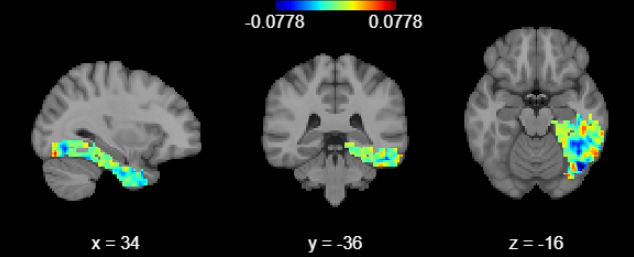 -0.0778 0.0778
x = 34 y = -36 z = -16